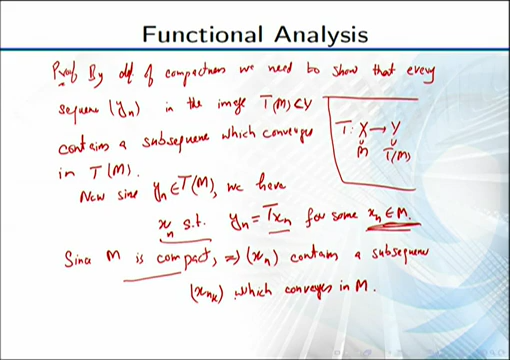 Functional Analysis
Proof By def of compactness we need to show that every
sequence (yn) in the image T(M) ⊂ Y
contains a subsequence which converges
in T(M).
T: X → Y
∪ ∪
M T(M)
Now since yn ∈ T(M), we have
xn s.t. yn = Txn for some xn ∈ M.
Since M is compact, ⇒ (xn) contains a subsequence
(xnk) which converges in M.